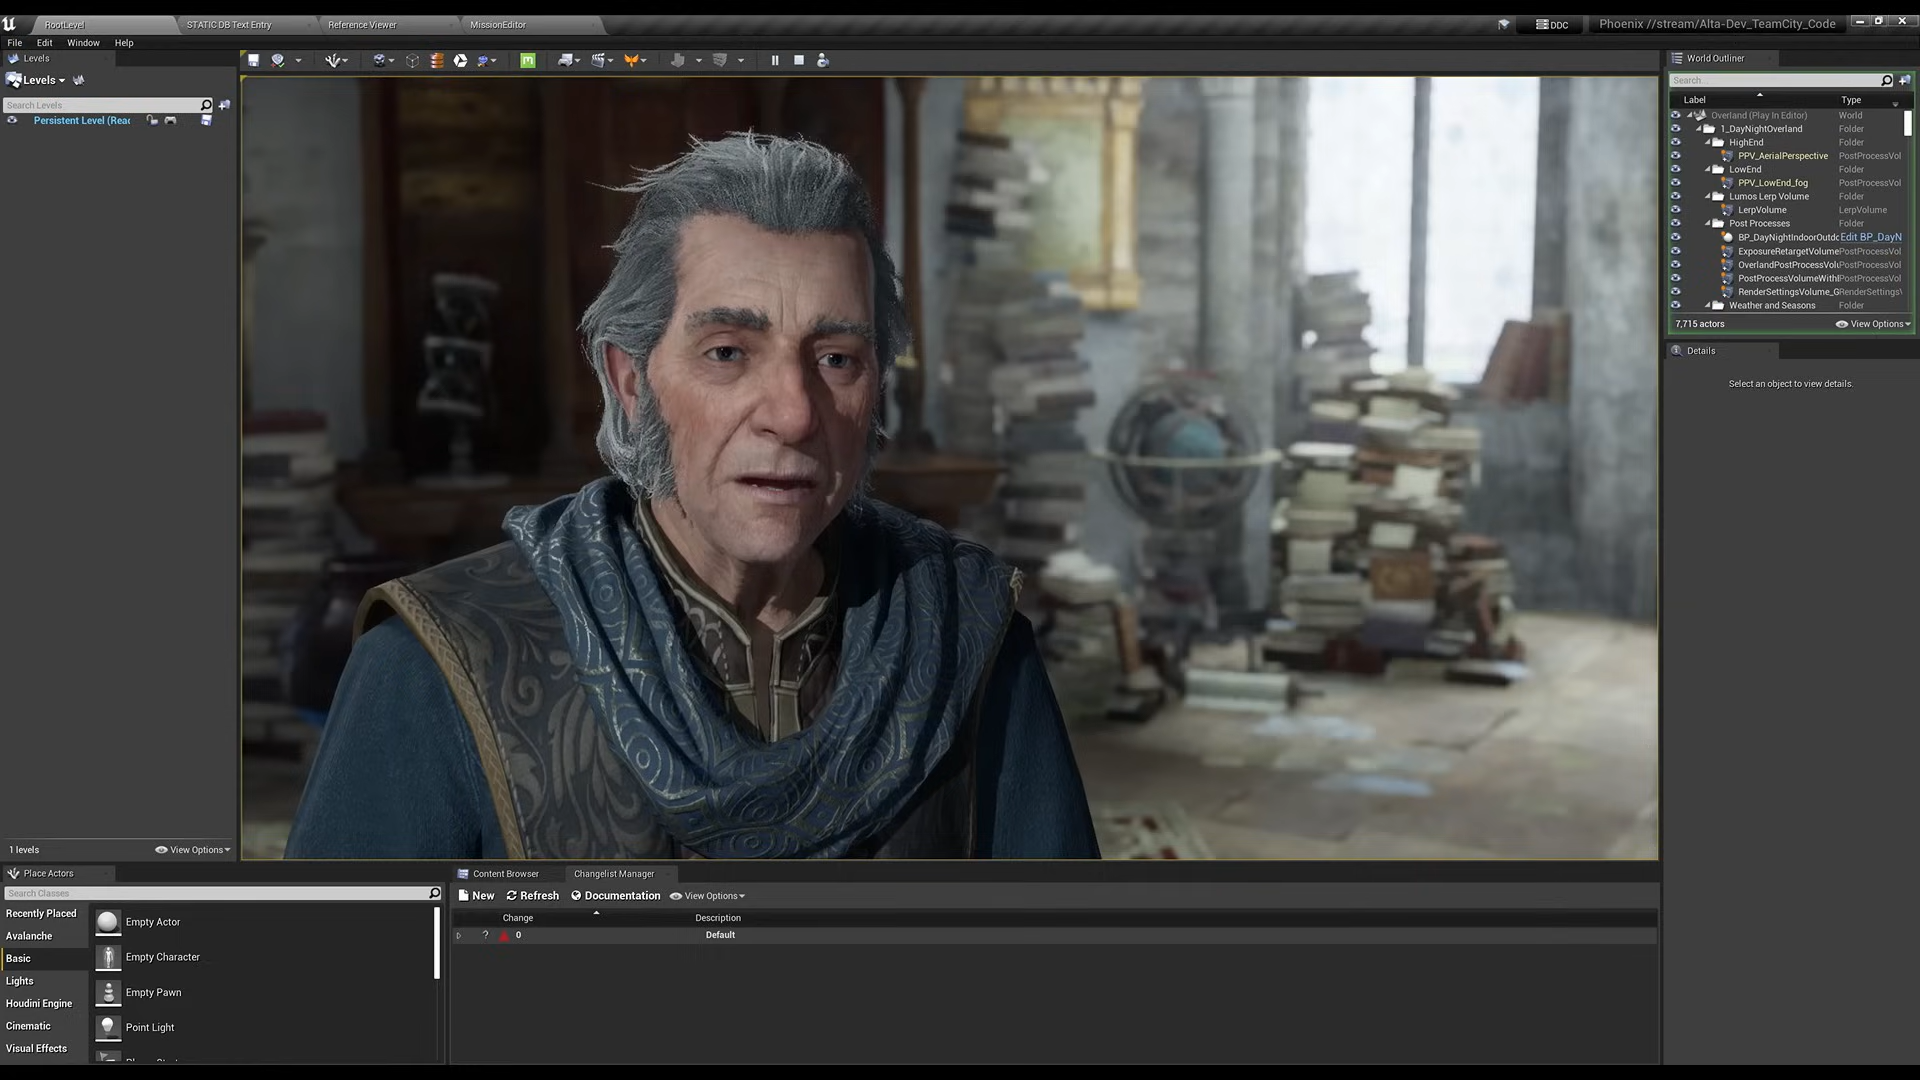 RootLevel
STATIC DB Text Entry
Reference Viewer
MissionEditor
DDC
Phoenix //stream/Alta-Dev_TeamCity_Code
File Edit Window Help
Levels
Levels
Search Levels
Persistent Level (Reac
1 levels
View Options
World Outliner
Search...
Label Type
Overland (Play In Editor) World
1_DayNightOverland Folder
HighEnd Folder
PPV_AerialPerspective PostProcessVol
LowEnd Folder
PPV_LowEnd_fog PostProcessVol
Lumos Lerp Volume Folder
LerpVolume LerpVolume
Post Processes Folder
BP_DayNightIndoorOutdo Edit BP_DayN
ExposureRetargetVolume PostProcessVol
OverlandPostProcessVolu PostProcessVol
PostProcessVolumeWithI PostProcessVol
RenderSettingsVolume_G RenderSettingsV
Weather and Seasons Folder
7,715 actors
View Options
Details
Select an object to view details.
Place Actors
Search Classes
Recently Placed
Avalanche
Basic
Lights
Houdini Engine
Cinematic
Visual Effects
Empty Actor
Empty Character
Empty Pawn
Point Light
Content Browser
Changelist Manager
New Refresh Documentation View Options
Change Description
? 0 Default